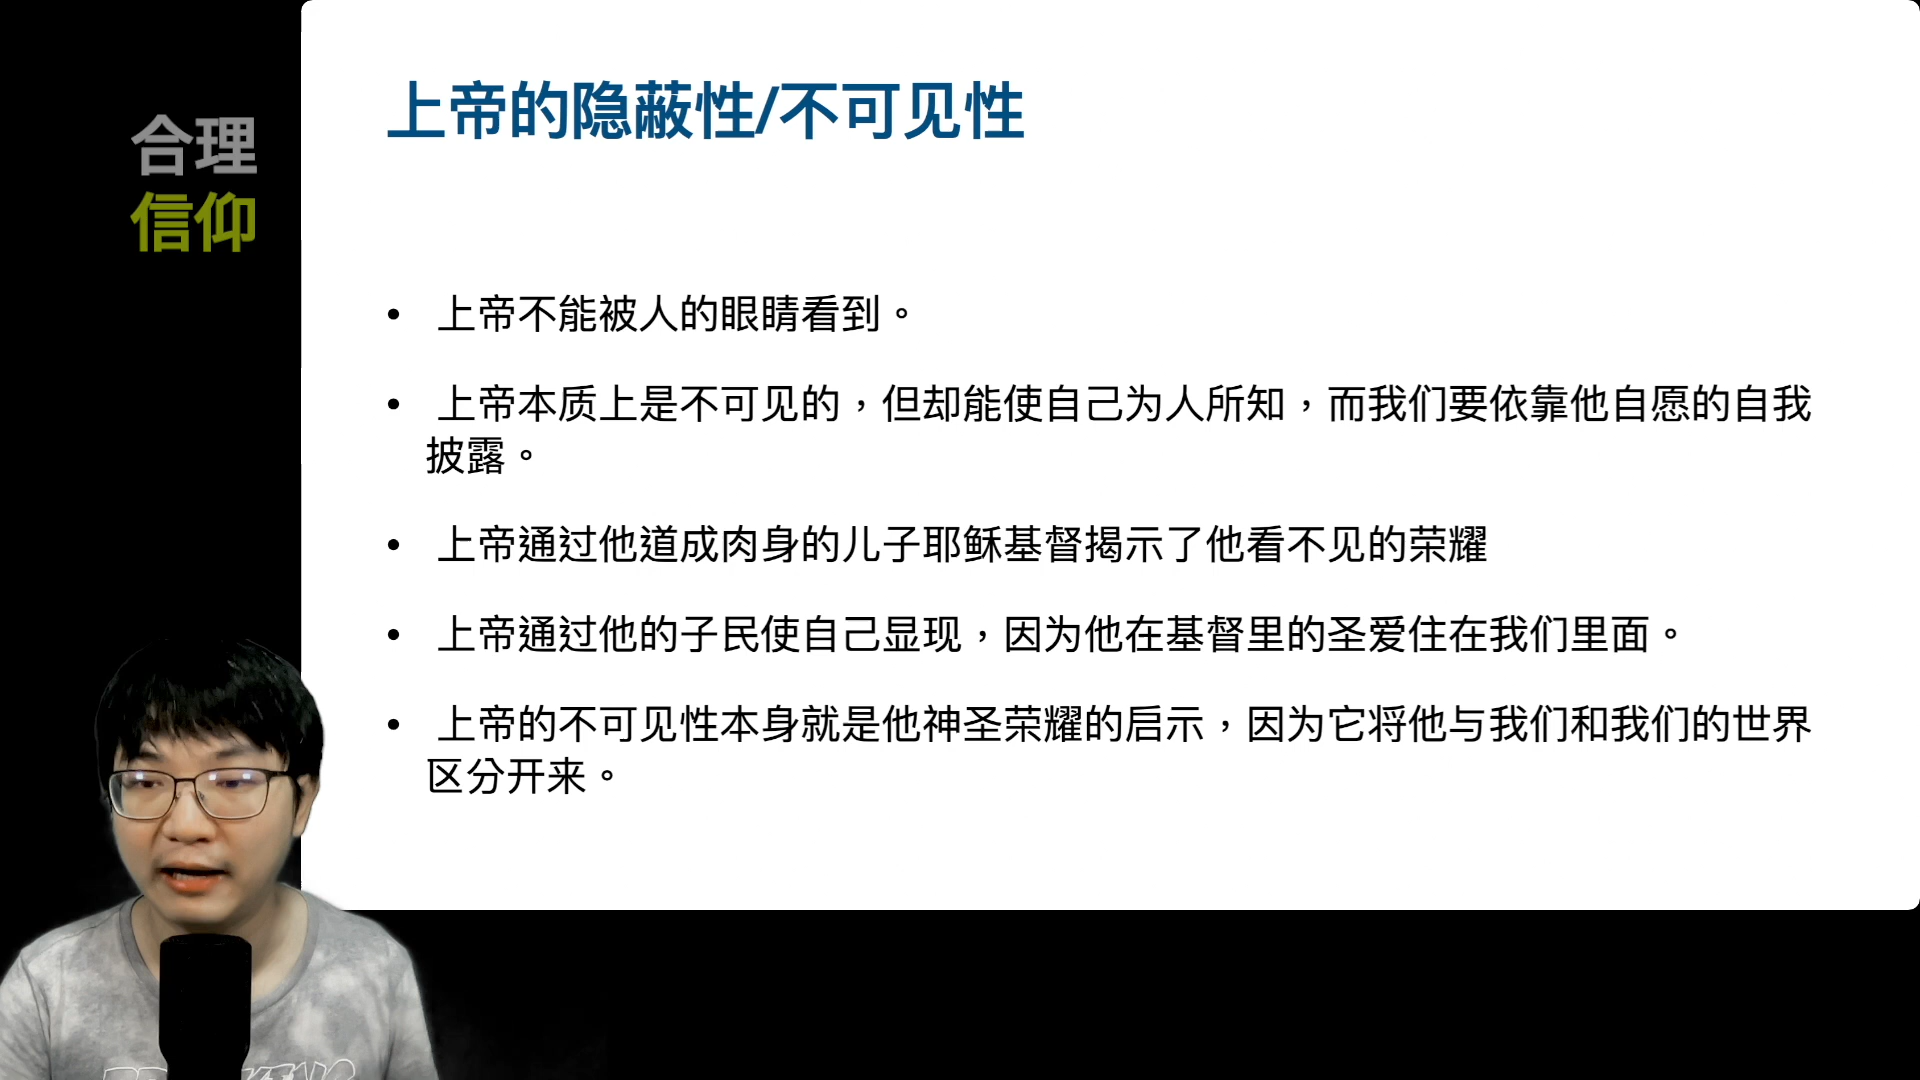 合理
信仰
上帝的隐蔽性/不可见性
• 上帝不能被人的眼睛看到。
• 上帝本质上是不可见的，但却能使自己为人所知，而我们要依靠他自愿的自我
披露。
• 上帝通过他道成肉身的儿子耶稣基督揭示了他看不见的荣耀
• 上帝通过他的子民使自己显现，因为他在基督里的圣爱住在我们里面。
• 上帝的不可见性本身就是他神圣荣耀的启示，因为它将他与我们和我们的世界
区分开来。